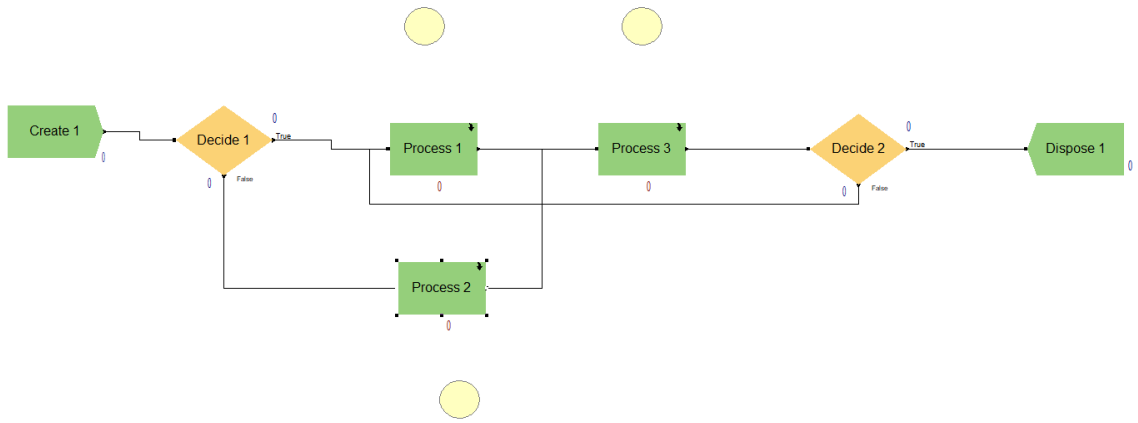 Create 1
0
Decide 1
0
True
0
False
Process 1
0
Process 3
0
Decide 2
0
True
0
False
Dispose 1
0
Process 2
0